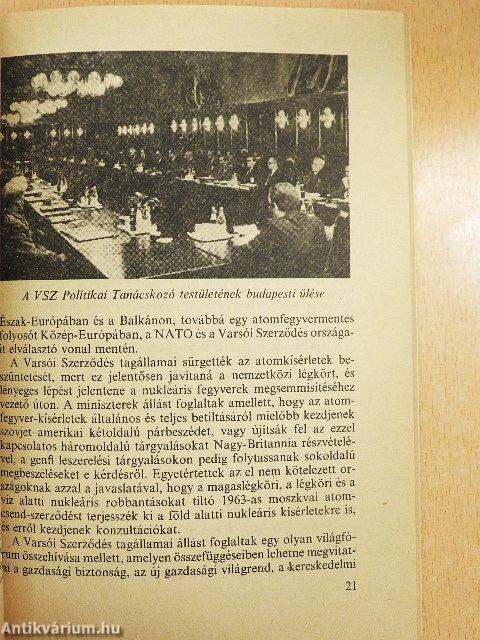 A VSZ Politikai Tanácskozó testületének budapesti ülése
Észak-Európában és a Balkánon, továbbá egy atomfegyvermentes
folyosót Közép-Európában, a NATO és a Varsói Szerződés országa-
it elválasztó vonal mentén.
A Varsói Szerződés tagállamai sürgették az atomkísérletek be-
szüntetését, mert ez jelentősen javítaná a nemzetközi légkört, és
lényeges lépést jelentene a nukleáris fegyverek megsemmisítéséhez
vezető úton. A miniszterek állást foglaltak amellett, hogy az atom-
fegyver-kísérletek általános és teljes betiltásáról mielőbb kezdjenek
szovjet–amerikai kétoldalú párbeszédet, vagy újítsák fel az ezzel
kapcsolatos háromoldalú tárgyalásokat Nagy-Britannia részvételé-
vel, a genfi leszerelési tárgyalásokon pedig folytassanak sokoldalú
megbeszéléseket e kérdésről. Egyetértettek az el nem kötelezett or-
szágoknak azzal a javaslatával, hogy a magaslégköri, a légköri és a
víz alatti nukleáris robbantásokat tiltó 1963-as moszkvai atom-
csend-szerződést terjesszék ki a föld alatti nukleáris kísérletekre is,
és erről kezdjenek konzultációkat.
A Varsói Szerződés tagállamai állást foglaltak egy olyan világfó-
rum összehívása mellett, amelyen összefüggéseiben lehetne megvitat-
ni a gazdasági biztonság, az új gazdasági világrend, a kereskedelmi
21
Antikvárium.hu